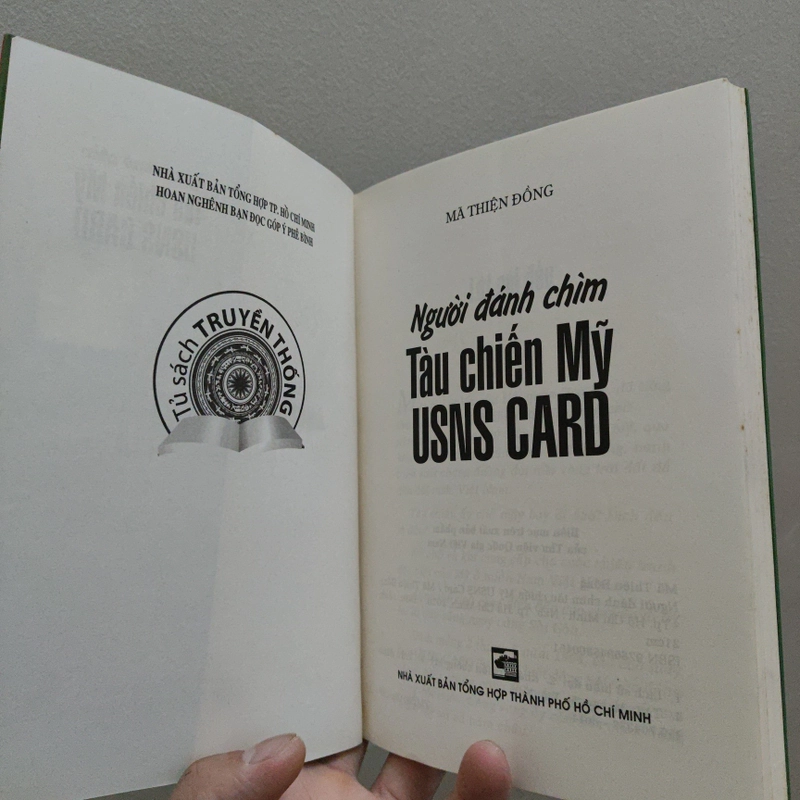 NHÀ XUẤT BẢN TỔNG HỢP TP. HỒ CHÍ MINH
HOAN NGHÊNH BẠN ĐỌC GÓP Ý PHÊ BÌNH
Tủ sách TRUYỀN THỐNG
MÃ THIỆN ĐỒNG
Người đánh chìm
Tàu chiến Mỹ
USNS CARD
NHÀ XUẤT BẢN TỔNG HỢP THÀNH PHỐ HỒ CHÍ MINH